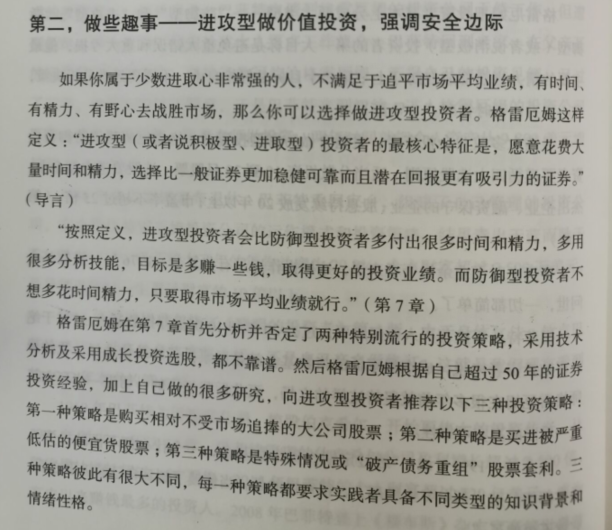 第二，做些趣事——进攻型做价值投资，强调安全边际
如果你属于少数进取心非常强的人，不满足于追平市场平均业绩，有时间、
有精力、有野心去战胜市场，那么你可以选择做进攻型投资者。格雷厄姆这样
定义：“进攻型（或者说积极型、进取型）投资者的最核心特征是，愿意花费大
量时间和精力，选择比一般证券更加稳健可靠而且潜在回报更有吸引力的证券。”
（导言）
“按照定义，进攻型投资者会比防御型投资者多付出很多时间和精力，多用
很多分析技能，目标是多赚一些钱，取得更好的投资业绩。而防御型投资者不
想多花时间精力，只要取得市场平均业绩就行。”（第7章）
格雷厄姆在第7章首先分析并否定了两种特别流行的投资策略，采用技术
分析及采用成长投资选股，都不靠谱。然后格雷厄姆根据自己超过50年的证券
投资经验，加上自己做的很多研究，向进攻型投资者推荐以下三种投资策略：
第一种策略是购买相对不受市场追捧的大公司股票；第二种策略是买进被严重
低估的便宜货股票；第三种策略是特殊情况或“破产债务重组”股票套利。三
种策略彼此有很大不同，每一种策略都要求实践者具备不同类型的知识背景和
情绪性格。